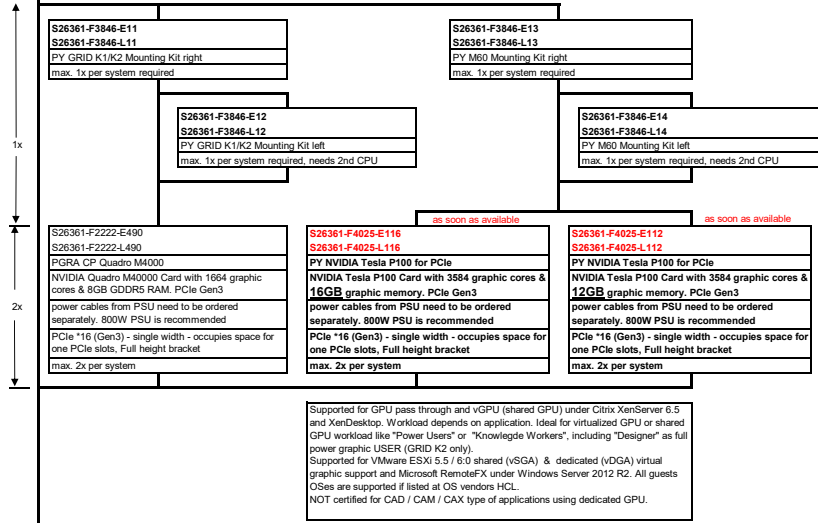 S26361-F3846-E11
S26361-F3846-L11
PY GRID K1/K2 Mounting Kit right
max. 1x per system required
S26361-F3846-E13
S26361-F3846-L13
PY M60 Mounting Kit right
max. 1x per system required
S26361-F3846-E12
S26361-F3846-L12
PY GRID K1/K2 Mounting Kit left
max. 1x per system required, needs 2nd CPU
S26361-F3846-E14
S26361-F3846-L14
PY M60 Mounting Kit left
max. 1x per system required, needs 2nd CPU
1x
as soon as available
as soon as available
2x
S26361-F2222-E490
S26361-F2222-L490
PGRA CP Quadro M4000
NVIDIA Quadro M40000 Card with 1664 graphic
cores & 8GB GDDR5 RAM. PCIe Gen3
power cables from PSU need to be ordered
separately. 800W PSU is recommended
PCIe *16 (Gen3) - single width - occupies space for
one PCIe slots, Full height bracket
max. 2x per system
S26361-F4025-E116
S26361-F4025-L116
PY NVIDIA Tesla P100 for PCIe
NVIDIA Tesla P100 Card with 3584 graphic cores &
16GB graphic memory. PCIe Gen3
power cables from PSU need to be ordered
separately. 800W PSU is recommended
PCIe *16 (Gen3) - single width - occupies space for
one PCIe slots, Full height bracket
max. 2x per system
S26361-F4025-E112
S26361-F4025-L112
PY NVIDIA Tesla P100 for PCIe
NVIDIA Tesla P100 Card with 3584 graphic cores &
12GB graphic memory. PCIe Gen3
power cables from PSU need to be ordered
separately. 800W PSU is recommended
PCIe *16 (Gen3) - single width - occupies space for
one PCIe slots, Full height bracket
max. 2x per system
Supported for GPU pass through and vGPU (shared GPU) under Citrix XenServer 6.5
and XenDesktop. Workload depends on application. Ideal for virtualized GPU or shared
GPU workload like "Power Users" or "Knowlegde Workers", including "Designer" as full
power graphic USER (GRID K2 only).
Supported for VMware ESXi 5.5 / 6:0 shared (vSGA) & dedicated (vDGA) virtual
graphic support and Microsoft RemoteFX under Windows Server 2012 R2. All guests
OSes are supported if listed at OS vendors HCL.
NOT certified for CAD / CAM / CAX type of applications using dedicated GPU.